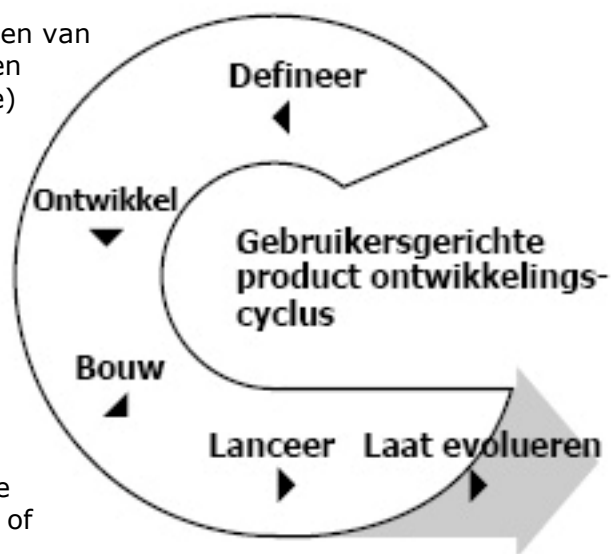 en van
en
e)
Defineer
Ontwikkel
Gebruikersgerichte
product ontwikkelings-
cyclus
Bouw
Lanceer
Laat evolueren
e
of